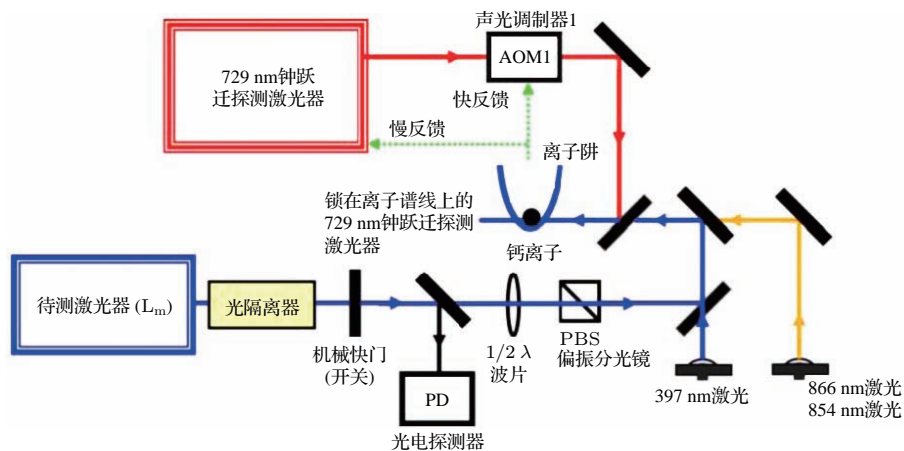 声光调制器1
729 nm钟跃
迁探测激光器
AOM1
快反馈
慢反馈
离子阱
锁在离子谱线上的
729 nm钟跃迁探测
激光器
钙离子
待测激光器 (Lm)
光隔离器
机械快门
(开关)
1/2 λ
波片
PBS
偏振分光镜
PD
光电探测器
397 nm激光
866 nm激光
854 nm激光